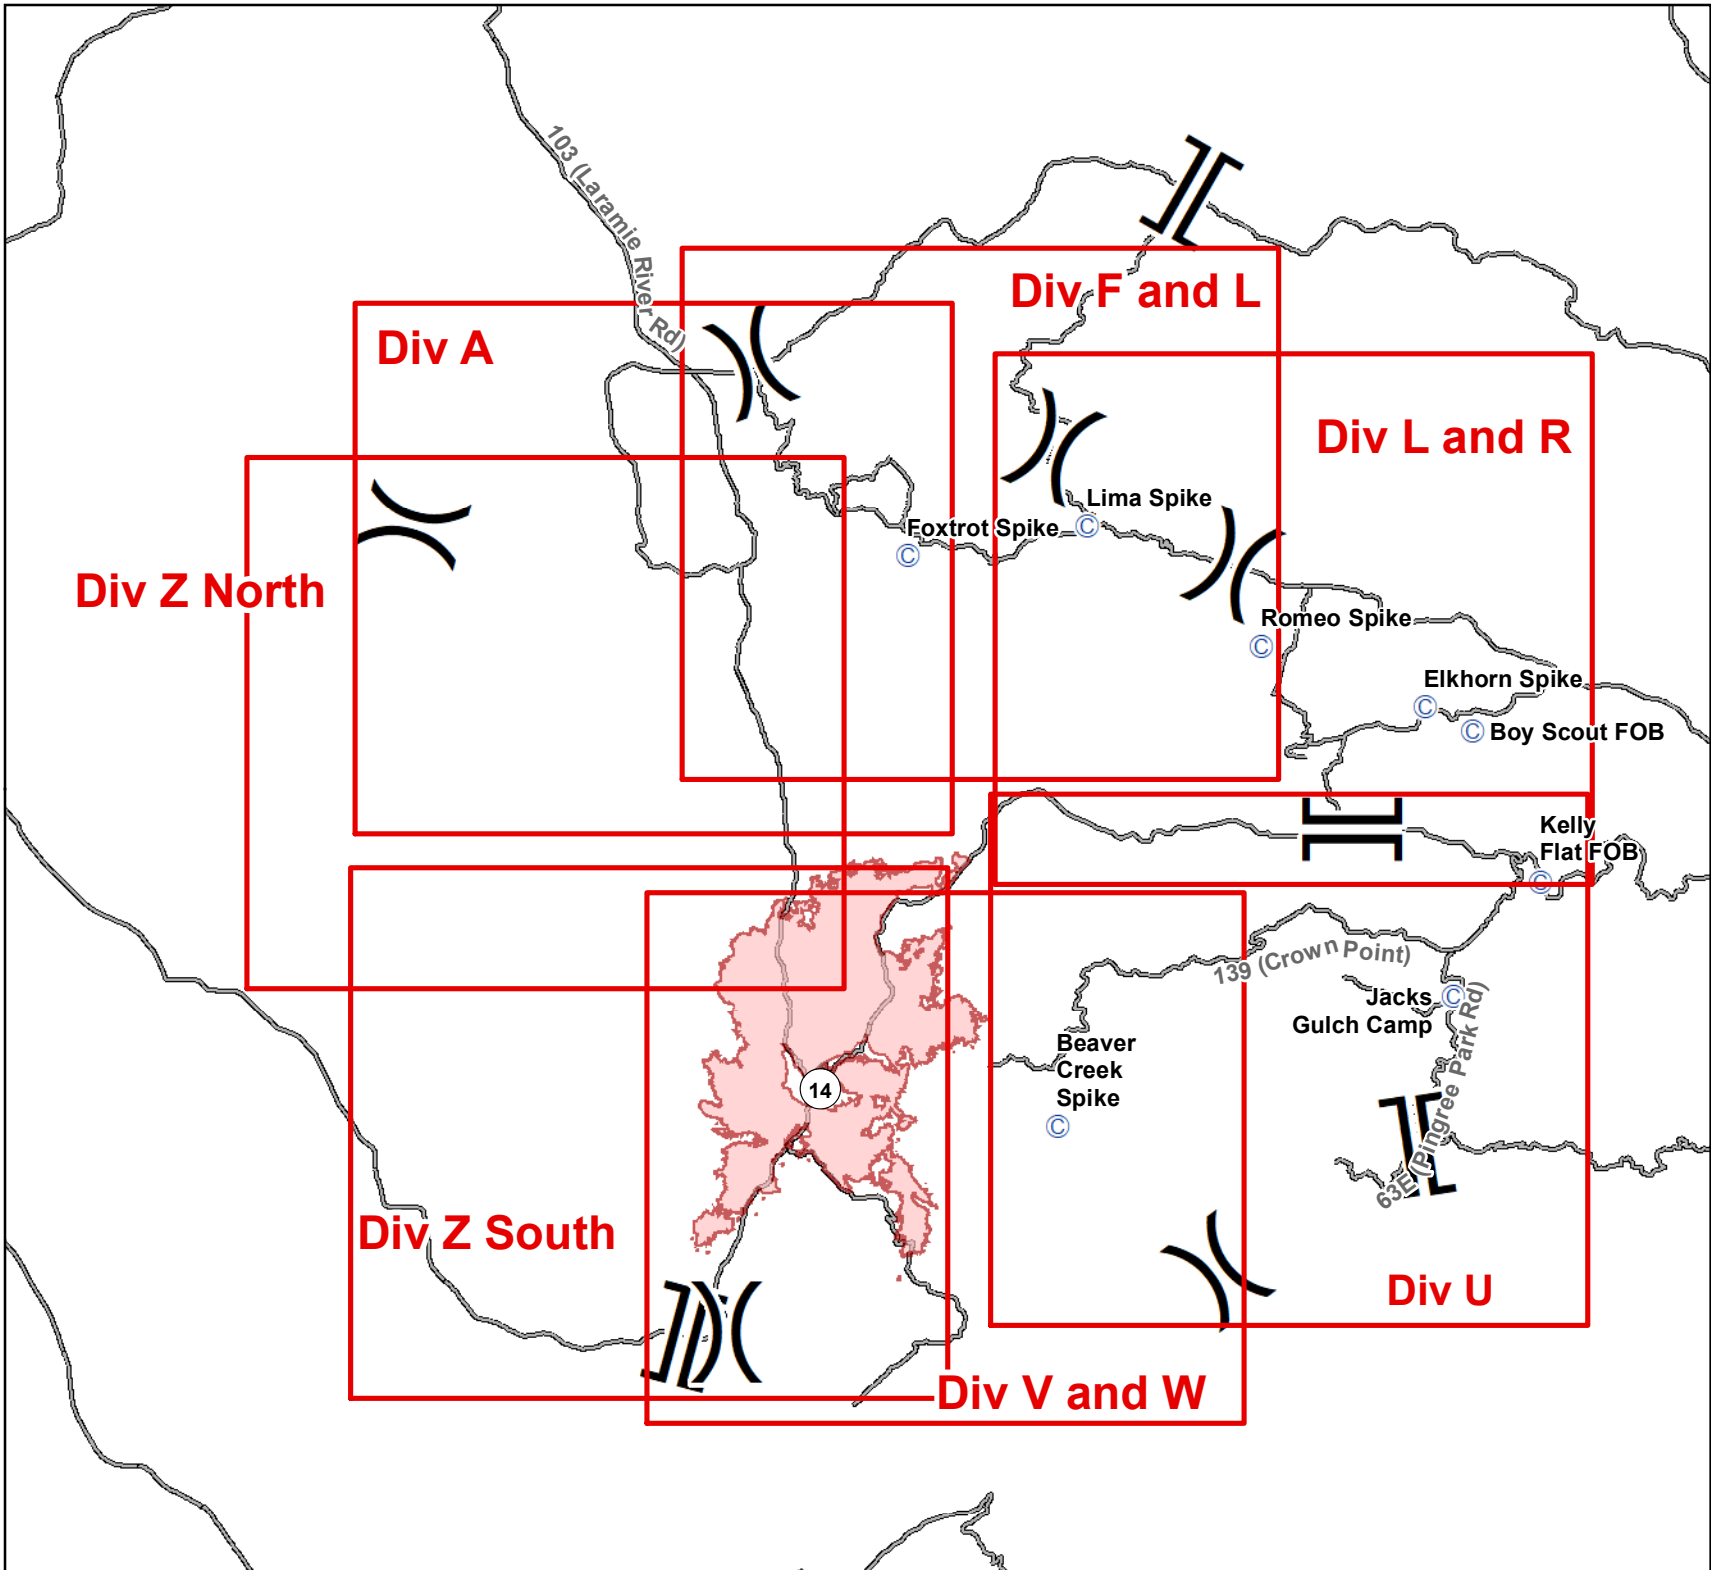 103 (Laramie River Rd)
Div F and L
Div A
Div L and R
Lima Spike
Foxtrot Spike
©
©
Div Z North
Romeo Spike
©
Elkhorn Spike
©
© Boy Scout FOB
Kelly
Flat FOB
©
139 (Crown Point)
Jacks ©
Gulch Camp
Beaver
Creek
Spike
©
14
63E (Pingree Park Rd)
Div Z South
Div U
Div V and W